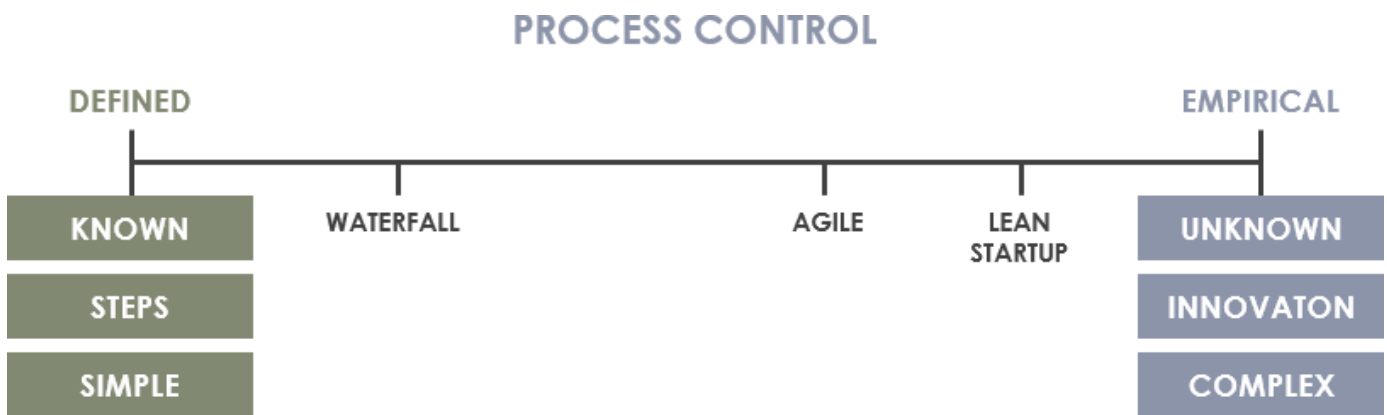 PROCESS CONTROL
DEFINED
EMPIRICAL
KNOWN
WATERFALL
AGILE
LEAN
STARTUP
UNKNOWN
STEPS
INNOVATON
SIMPLE
COMPLEX